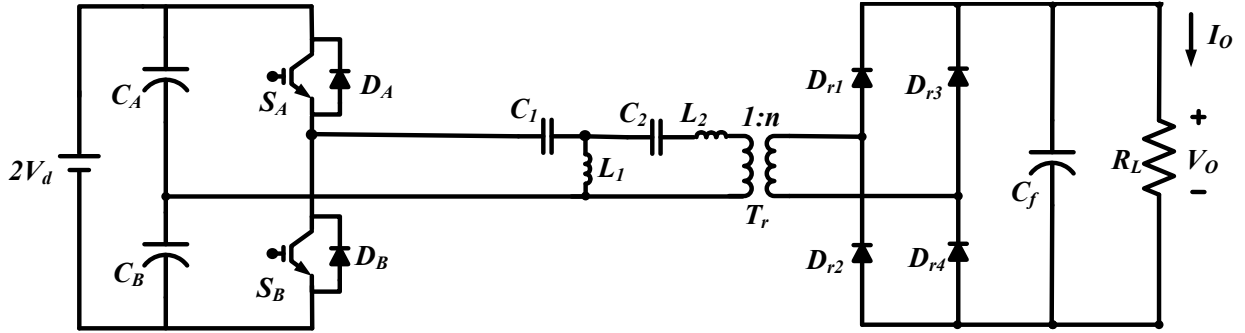 2V_d
C_A
C_B
S_A
D_A
S_B
D_B
C_1
L_1
C_2
L_2
1:n
T_r
D_r1
D_r3
D_r2
D_r4
C_f
R_L
I_O
+
V_O
−